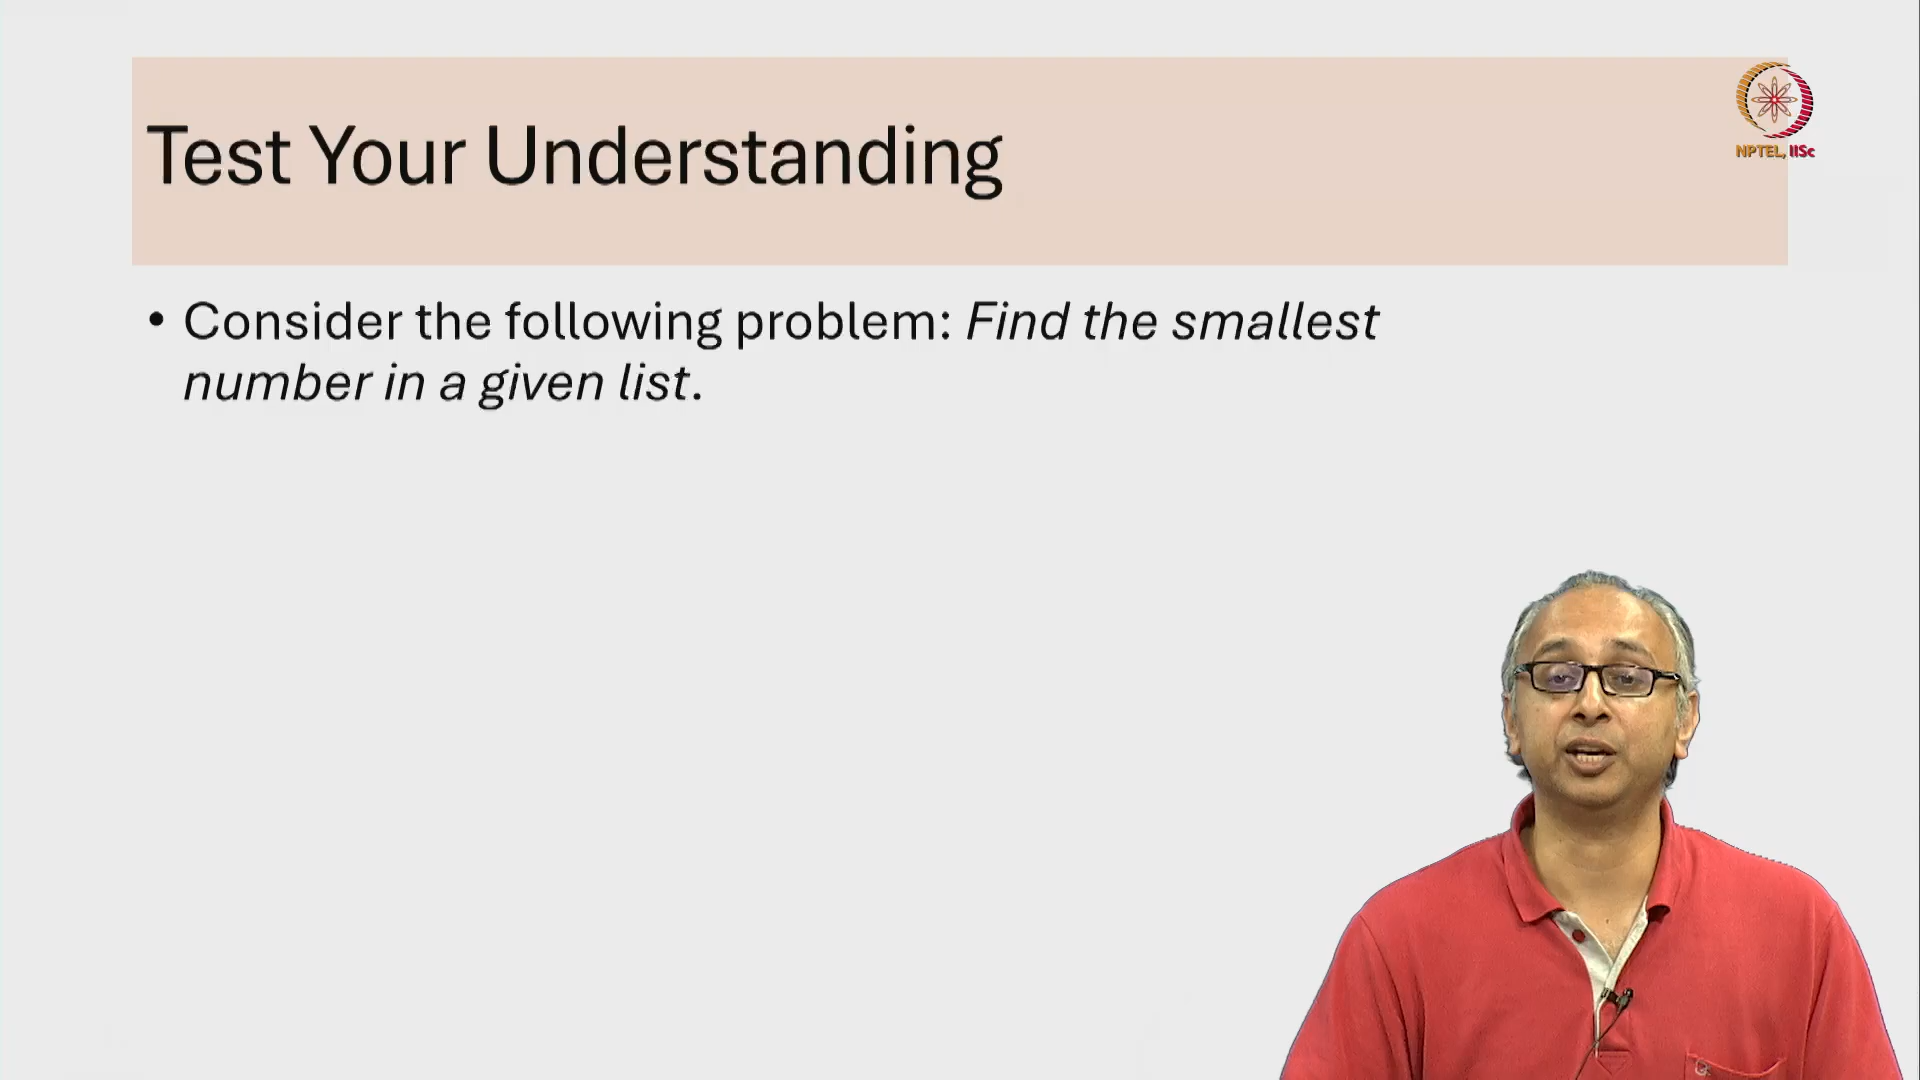 Test Your Understanding
NPTEL, IISc
• Consider the following problem: Find the smallest
number in a given list.